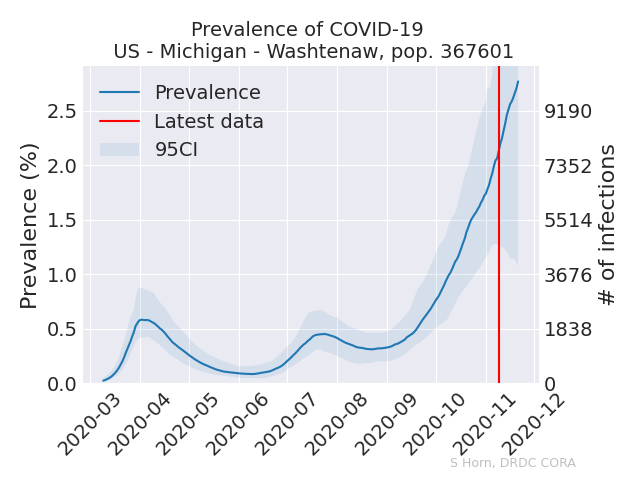 Prevalence of COVID-19
US - Michigan - Washtenaw, pop. 367601
Prevalence
Latest data
95CI
Prevalence (%)
2.5
2.0
1.5
1.0
0.5
0.0
9190
7352
5514
3676
1838
0
# of infections
2020-03
2020-04
2020-05
2020-06
2020-07
2020-08
2020-09
2020-10
2020-11
2020-12
S Horn, DRDC CORA